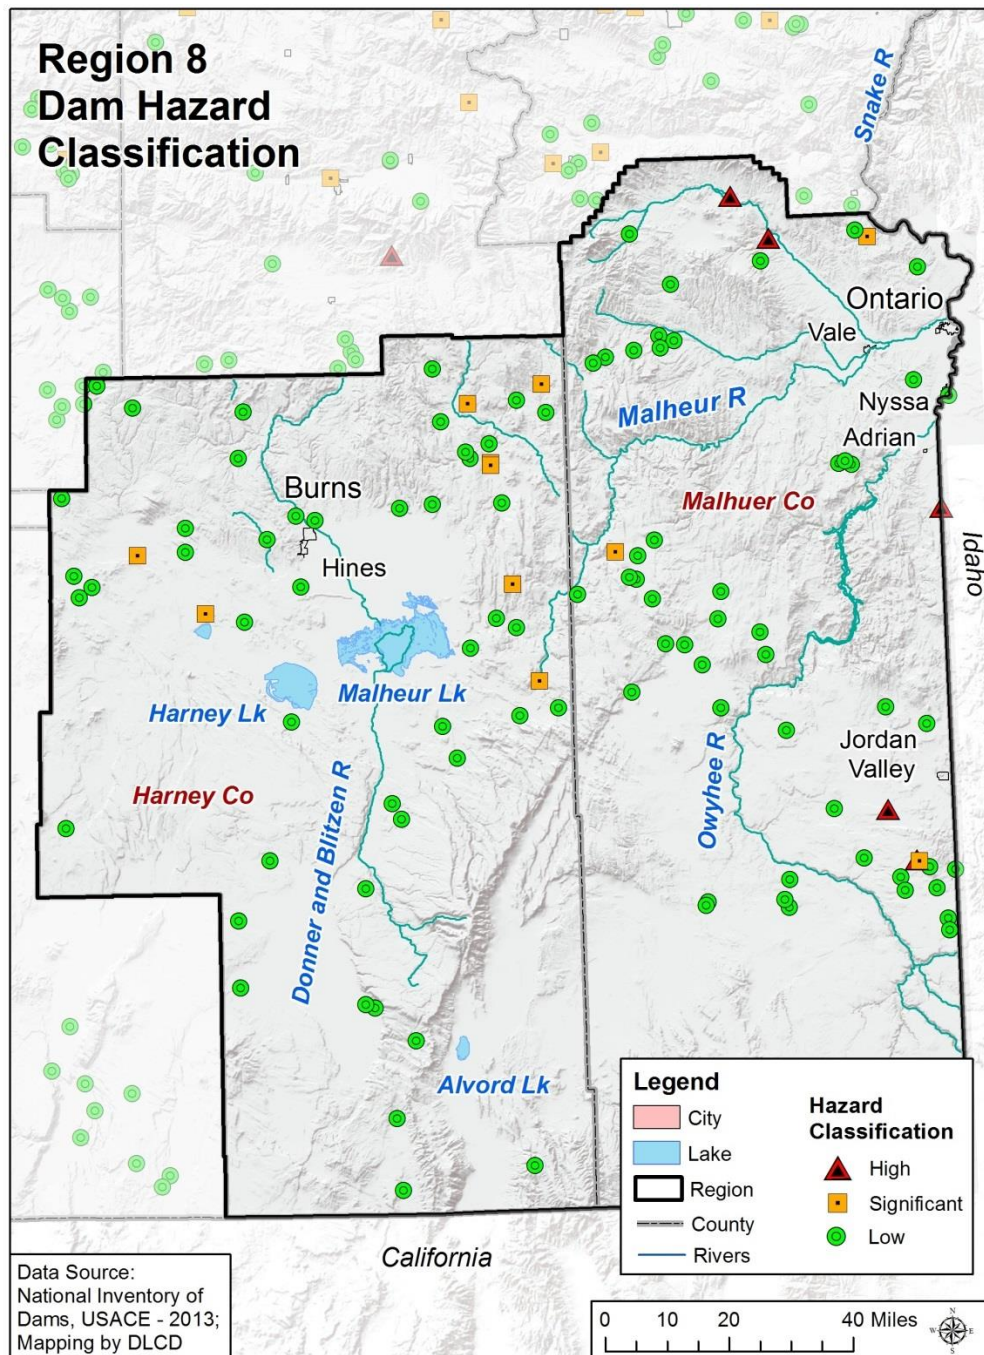 Region 8
Dam Hazard
Classification
Snake R
Ontario
Vale
Nyssa
Malheur R
Adrian
Burns
Malhuer Co
Hines
Idaho
Malheur Lk
Harney Lk
Jordan
Valley
Harney Co
Owyhee R
Donner and Blitzen R
Alvord Lk
California
Legend
City
Lake
Region
County
Rivers
Hazard
Classification
High
Significant
Low
Data Source:
National Inventory of
Dams, USACE - 2013;
Mapping by DLCD
0 10 20 40 Miles
N
W E
S